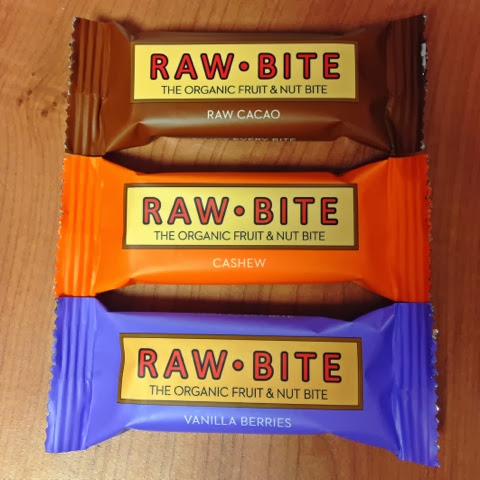 RAW•BITE
THE ORGANIC FRUIT & NUT BITE
RAW CACAO
RAW•BITE
THE ORGANIC FRUIT & NUT BITE
CASHEW
RAW•BITE
THE ORGANIC FRUIT & NUT BITE
VANILLA BERRIES